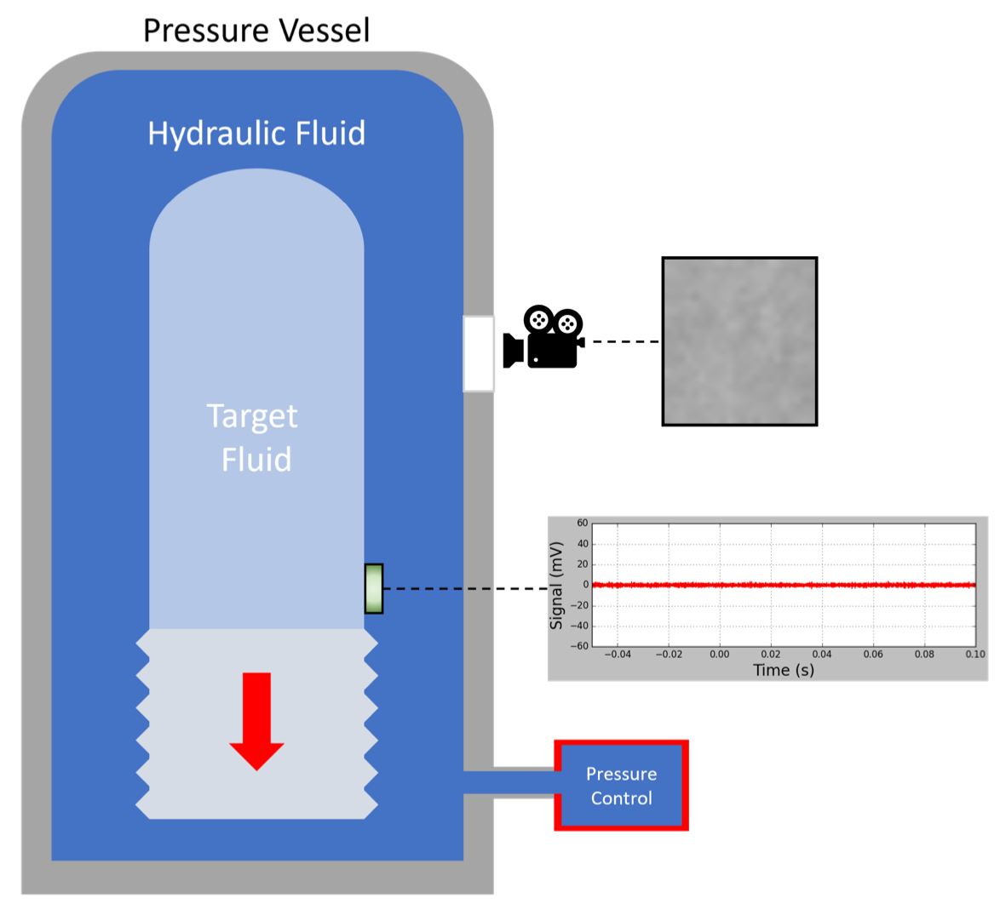 Pressure Vessel
Hydraulic Fluid
Target
Fluid
60
40
20
0
−20
−40
−60
Signal (mV)
−0.04
−0.02
0.00
0.02
0.04
0.06
0.08
0.10
Time (s)
Pressure
Control